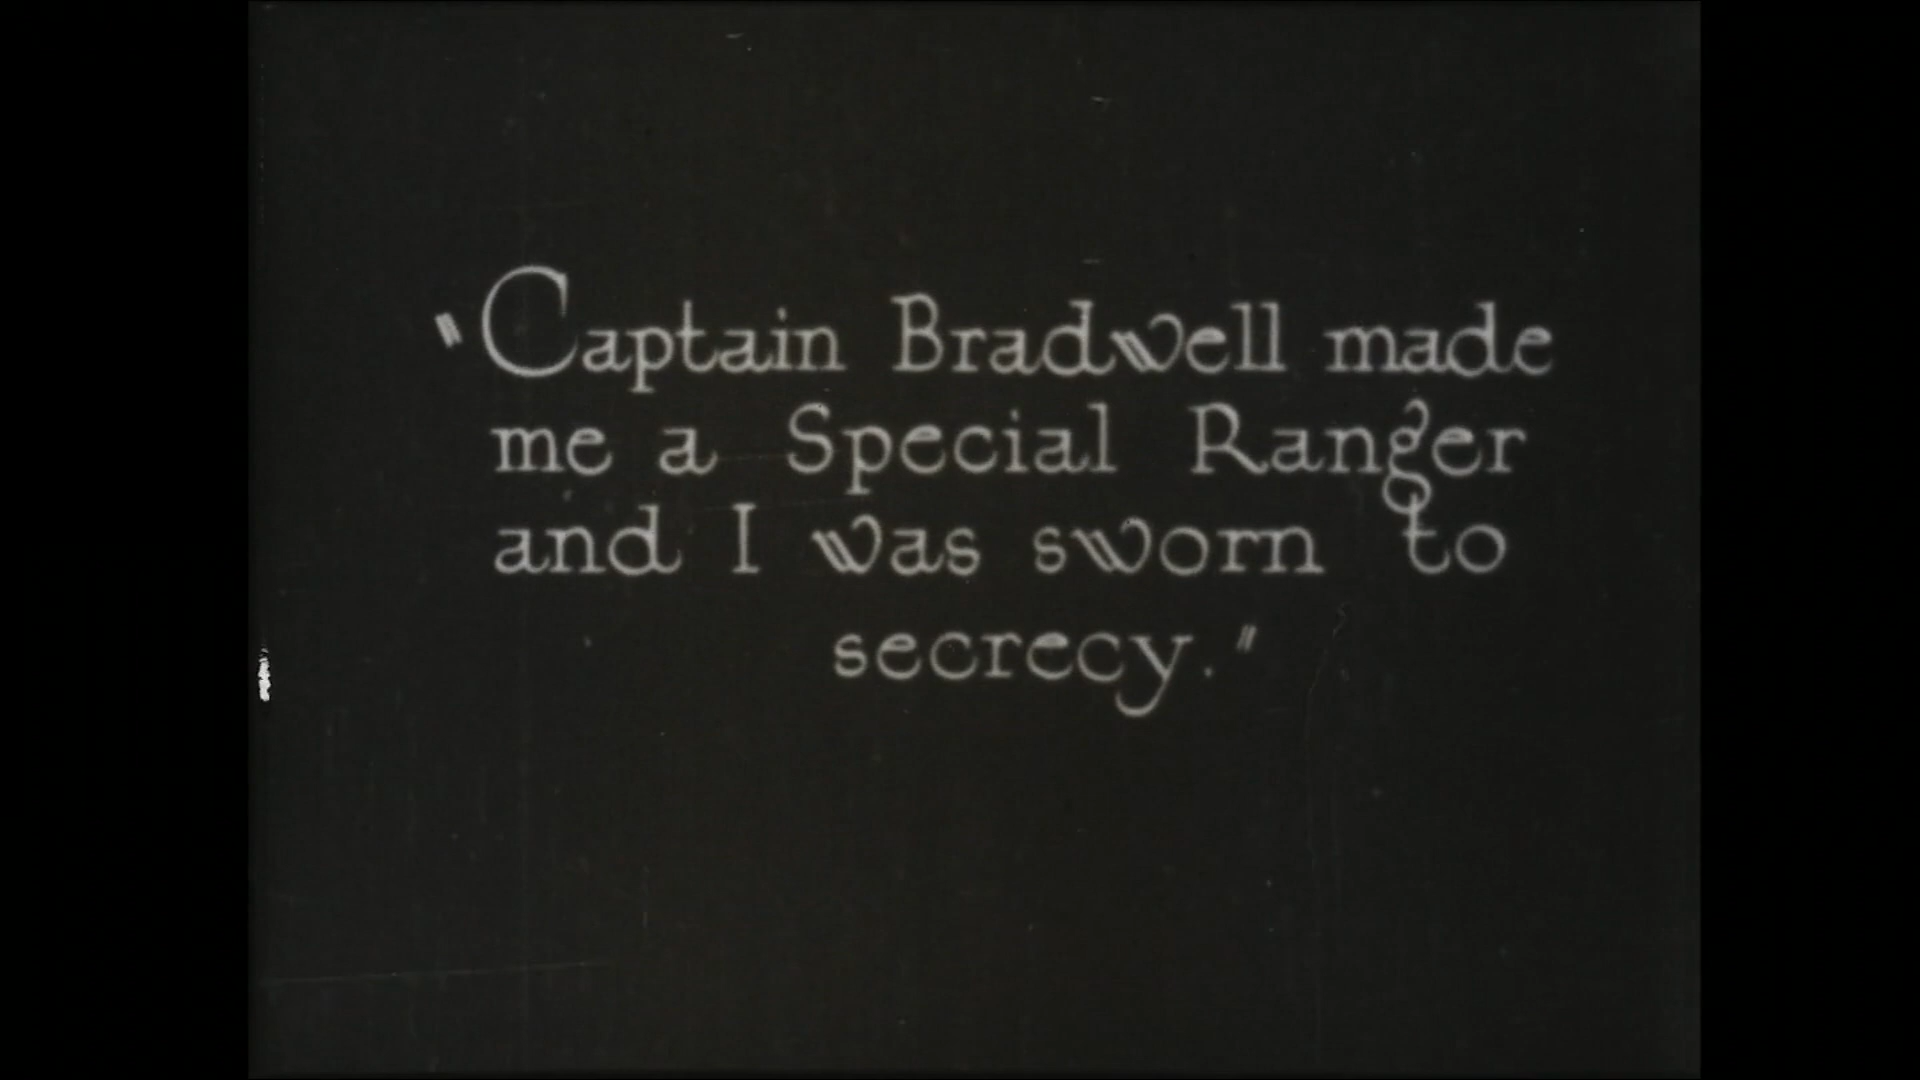 "Captain Bradwell made
me a Special Ranger
and I was sworn to
secrecy."